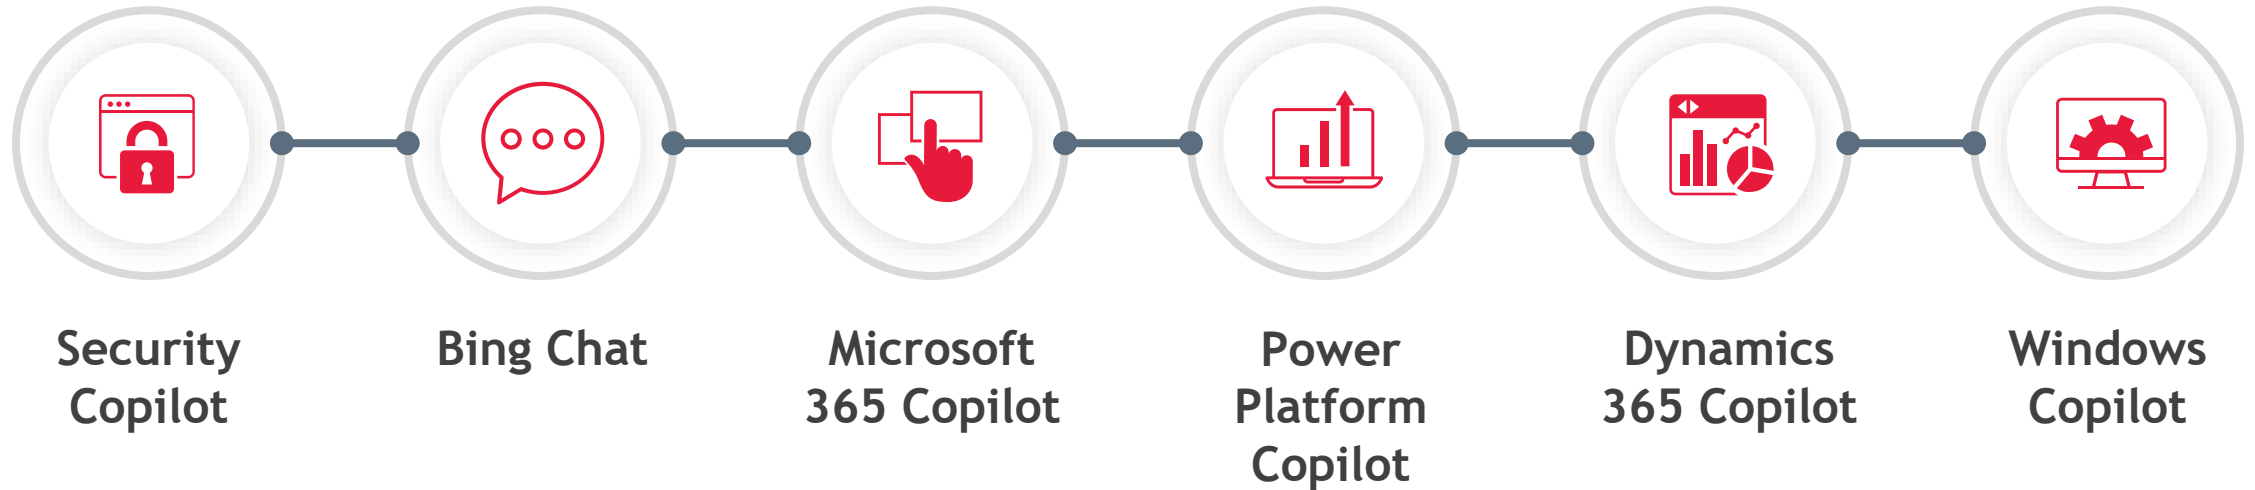 Security
Copilot
Bing Chat
Microsoft
365 Copilot
Power
Platform
Copilot
Dynamics
365 Copilot
Windows
Copilot